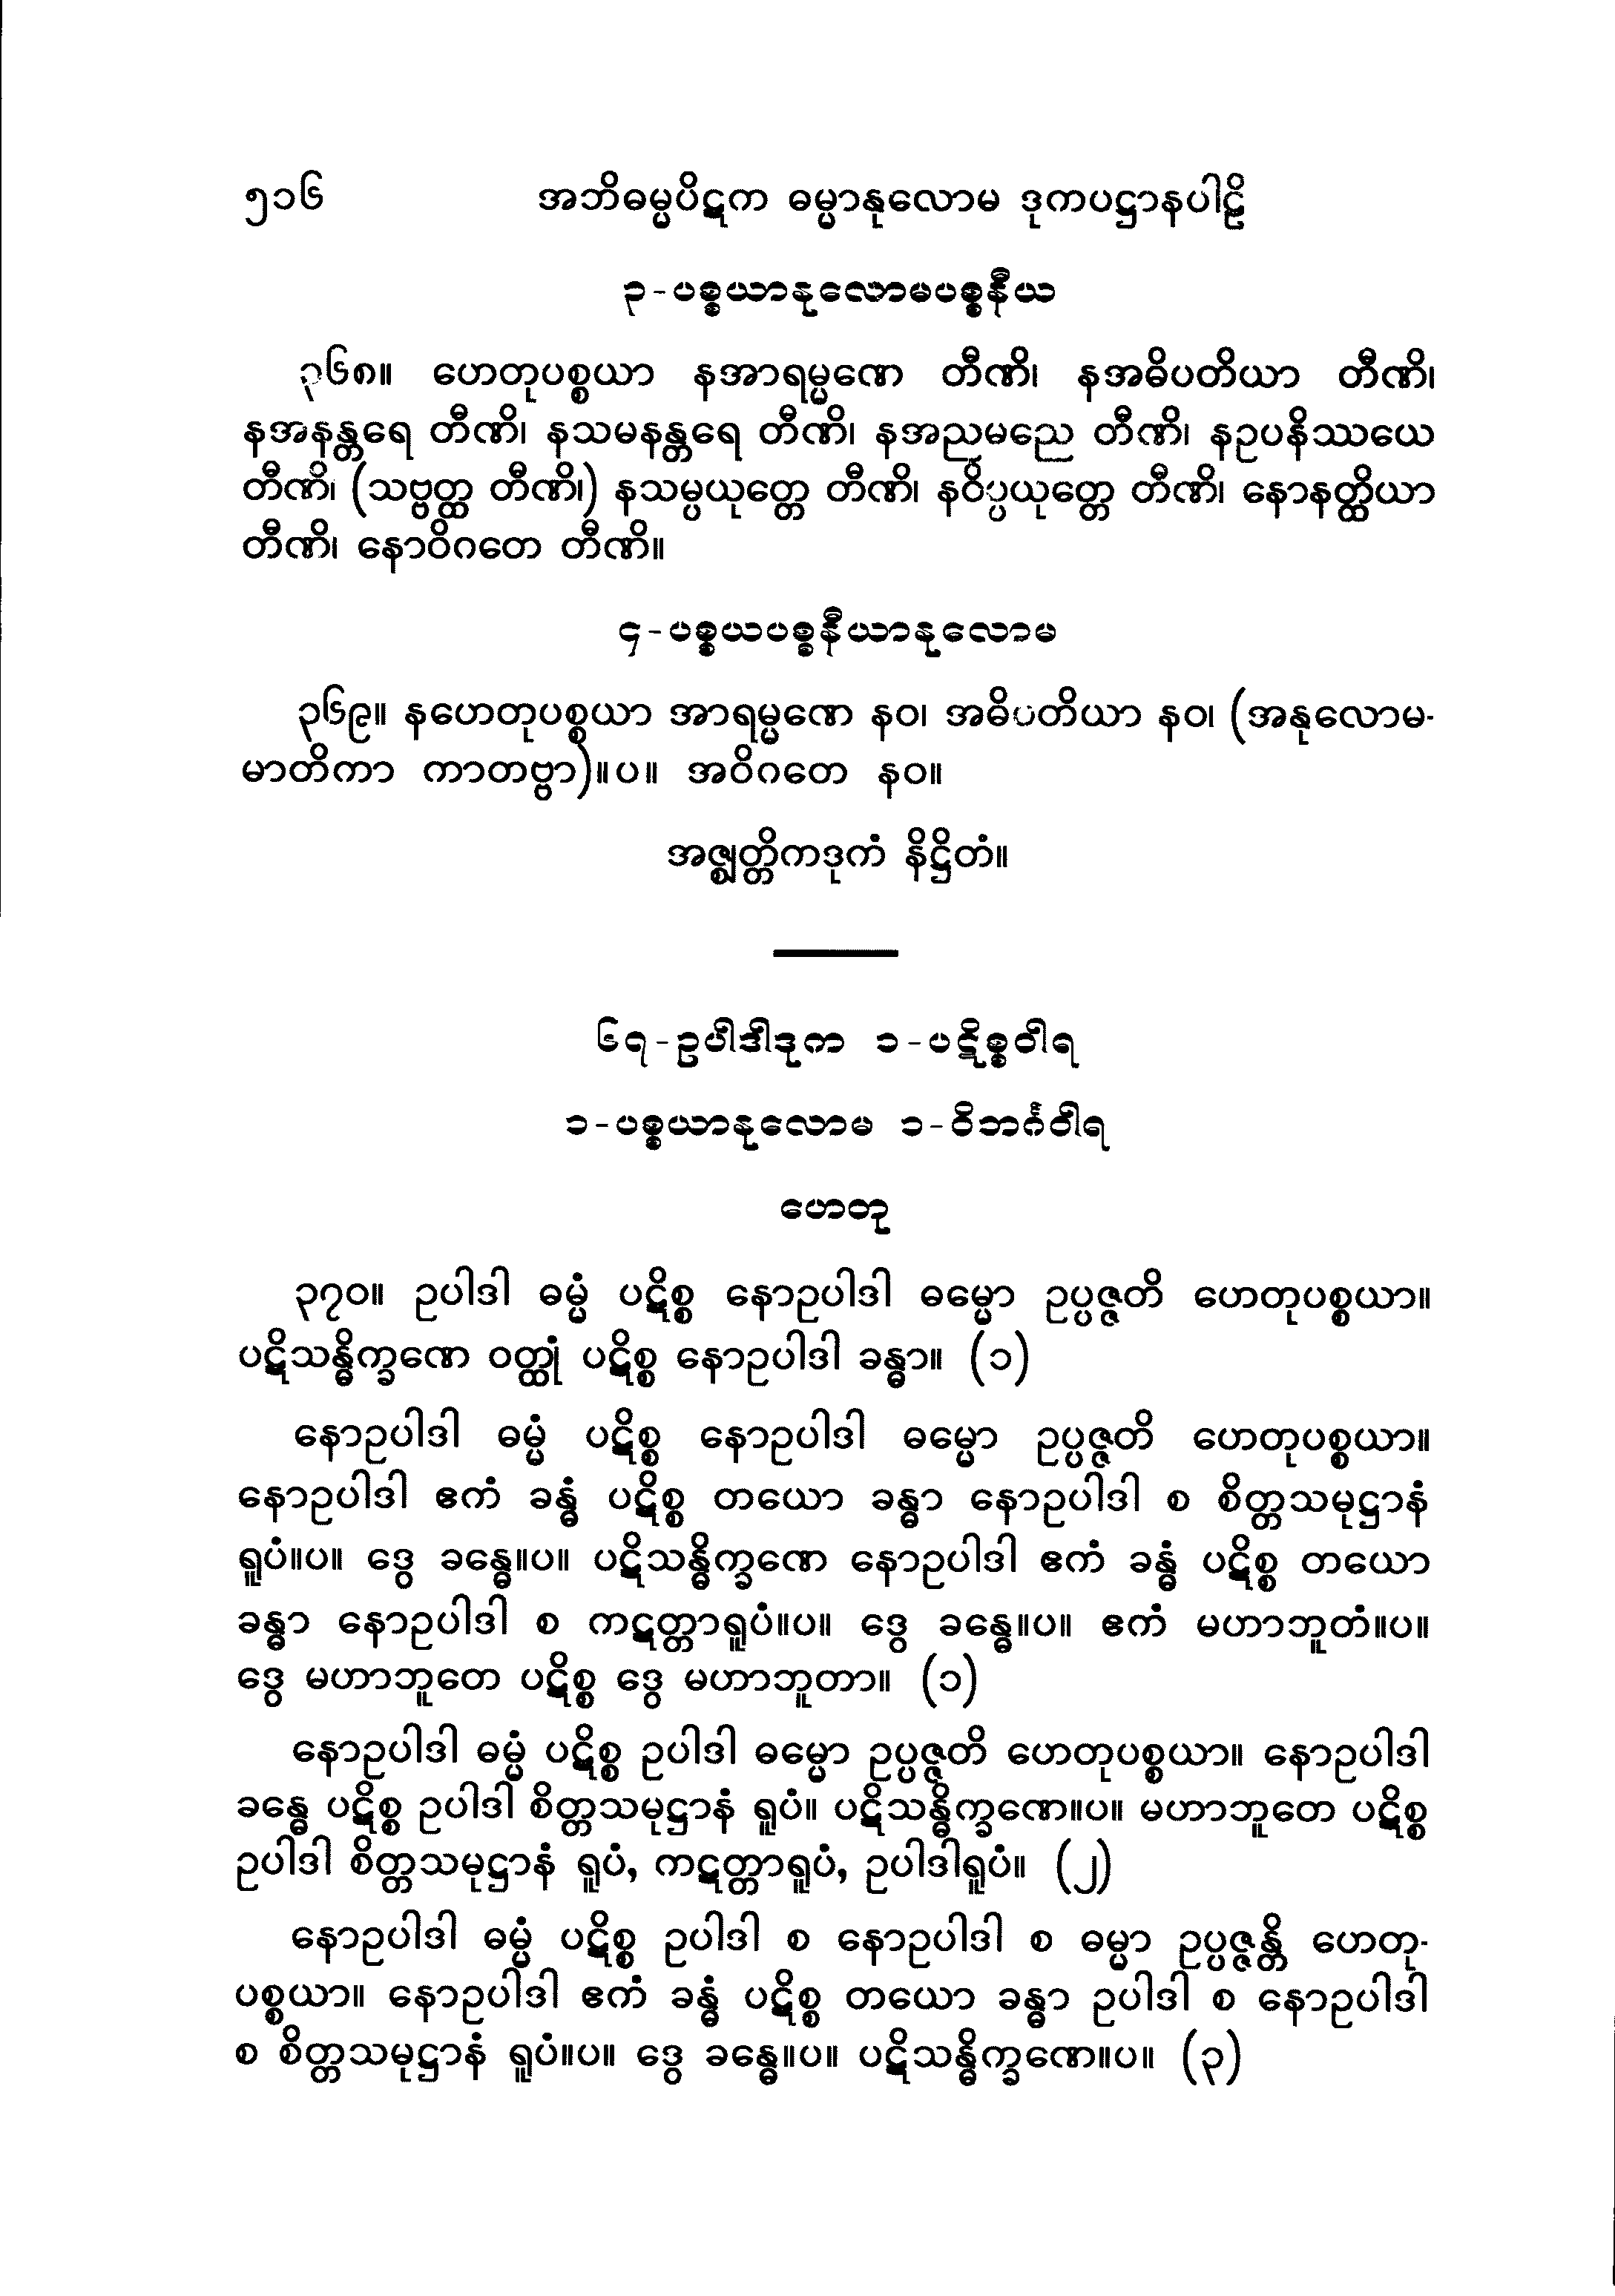 ၅၁၆ အဘိဓမ္မပိဋက ဓမ္မာနုလောမ ဒုကပဋ္ဌာနပါဠိ
၃-ပစ္စယာနုလောမပစ္စနီယ
၃၆၈။ ဟေတုပစ္စယာ နအာရမ္မဏေ တီဏိ၊ နအဓိပတိယာ တီဏိ၊
နအနန္တရေ တီဏိ၊ နသမနန္တရေ တီဏိ၊ နအညမညေ တီဏိ၊ နဥပနိဿယေ
တီဏိ၊ (သဗ္ဗတ္ထ တီဏိ၊) နသမ္ပယုတ္တေ တီဏိ၊ နဝိပ္ပယုတ္တေ တီဏိ၊ နောနတ္ထိယာ
တီဏိ၊ နောဝိဂတေ တီဏိ။
၄-ပစ္စယပစ္စနီယာနုလောမ
၃၆၉။ နဟေတုပစ္စယာ အာရမ္မဏေ နဝ၊ အဓိပတိယာ နဝ၊ (အနုလောမ-
မာတိကာ ကာတဗ္ဗာ)။ပ။ အဝိဂတေ နဝ။
အဇ္ဈတ္တိကဒုကံ နိဋ္ဌိတံ။
၆၇-ဥပါဒါဒုက ၁-ပဋိစ္စဝါရ
၁-ပစ္စယာနုလောမ ၁-ဝိဘင်္ဂဝါရ
ဟေတု
၃၇၀။ ဥပါဒါ ဓမ္မံ ပဋိစ္စ နောဥပါဒါ ဓမ္မော ဥပ္ပဇ္ဇတိ ဟေတုပစ္စယာ။
ပဋိသန္ဓိက္ခဏေ ဝတ္ထုံ ပဋိစ္စ နောဥပါဒါ ခန္ဓာ။ (၁)
နောဥပါဒါ ဓမ္မံ ပဋိစ္စ နောဥပါဒါ ဓမ္မော ဥပ္ပဇ္ဇတိ ဟေတုပစ္စယာ။
နောဥပါဒါ ဧကံ ခန္ဓံ ပဋိစ္စ တယော ခန္ဓာ နောဥပါဒါ စ စိတ္တသမုဋ္ဌာနံ
ရူပံ။ပ။ ဒွေ ခန္ဓေ။ပ။ ပဋိသန္ဓိက္ခဏေ နောဥပါဒါ ဧကံ ခန္ဓံ ပဋိစ္စ တယော
ခန္ဓာ နောဥပါဒါ စ ကဋတ္တာရူပံ။ပ။ ဒွေ ခန္ဓေ။ပ။ ဧကံ မဟာဘူတံ။ပ။
ဒွေ မဟာဘူတေ ပဋိစ္စ ဒွေ မဟာဘူတာ။ (၁)
နောဥပါဒါ ဓမ္မံ ပဋိစ္စ ဥပါဒါ ဓမ္မော ဥပ္ပဇ္ဇတိ ဟေတုပစ္စယာ။ နောဥပါဒါ
ခန္ဓေ ပဋိစ္စ ဥပါဒါ စိတ္တသမုဋ္ဌာနံ ရူပံ။ ပဋိသန္ဓိက္ခဏေ။ပ။ မဟာဘူတေ ပဋိစ္စ
ဥပါဒါ စိတ္တသမုဋ္ဌာနံ ရူပံ, ကဋတ္တာရူပံ, ဥပါဒါရူပံ။ (၂)
နောဥပါဒါ ဓမ္မံ ပဋိစ္စ ဥပါဒါ စ နောဥပါဒါ စ ဓမ္မာ ဥပ္ပဇ္ဇန္တိ ဟေတု-
ပစ္စယာ။ နောဥပါဒါ ဧကံ ခန္ဓံ ပဋိစ္စ တယော ခန္ဓာ ဥပါဒါ စ နောဥပါဒါ
စ စိတ္တသမုဋ္ဌာနံ ရူပံ။ပ။ ဒွေ ခန္ဓေ။ပ။ ပဋိသန္ဓိက္ခဏေ။ပ။ (၃)